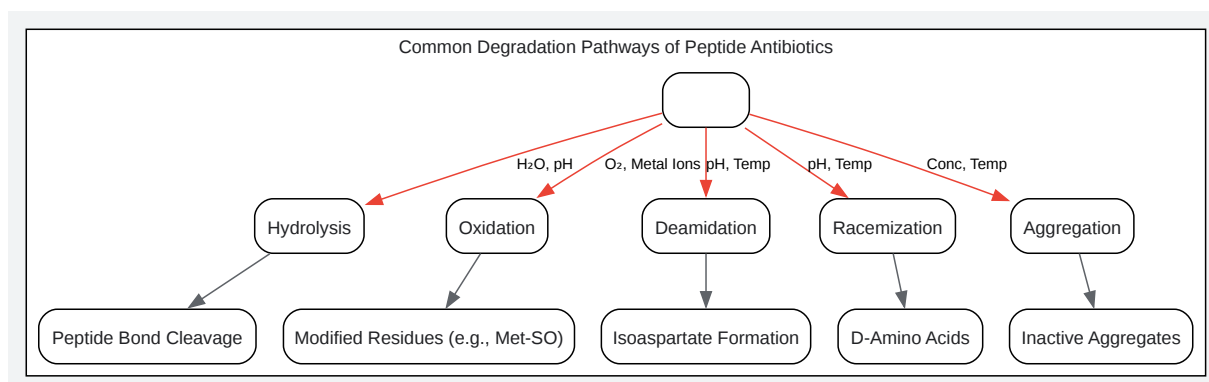 Common Degradation Pathways of Peptide Antibiotics
H₂O, pH
O₂, Metal Ions
pH, Temp
pH, Temp
Conc, Temp
Hydrolysis
Oxidation
Deamidation
Racemization
Aggregation
Peptide Bond Cleavage
Modified Residues (e.g., Met-SO)
Isoaspartate Formation
D-Amino Acids
Inactive Aggregates